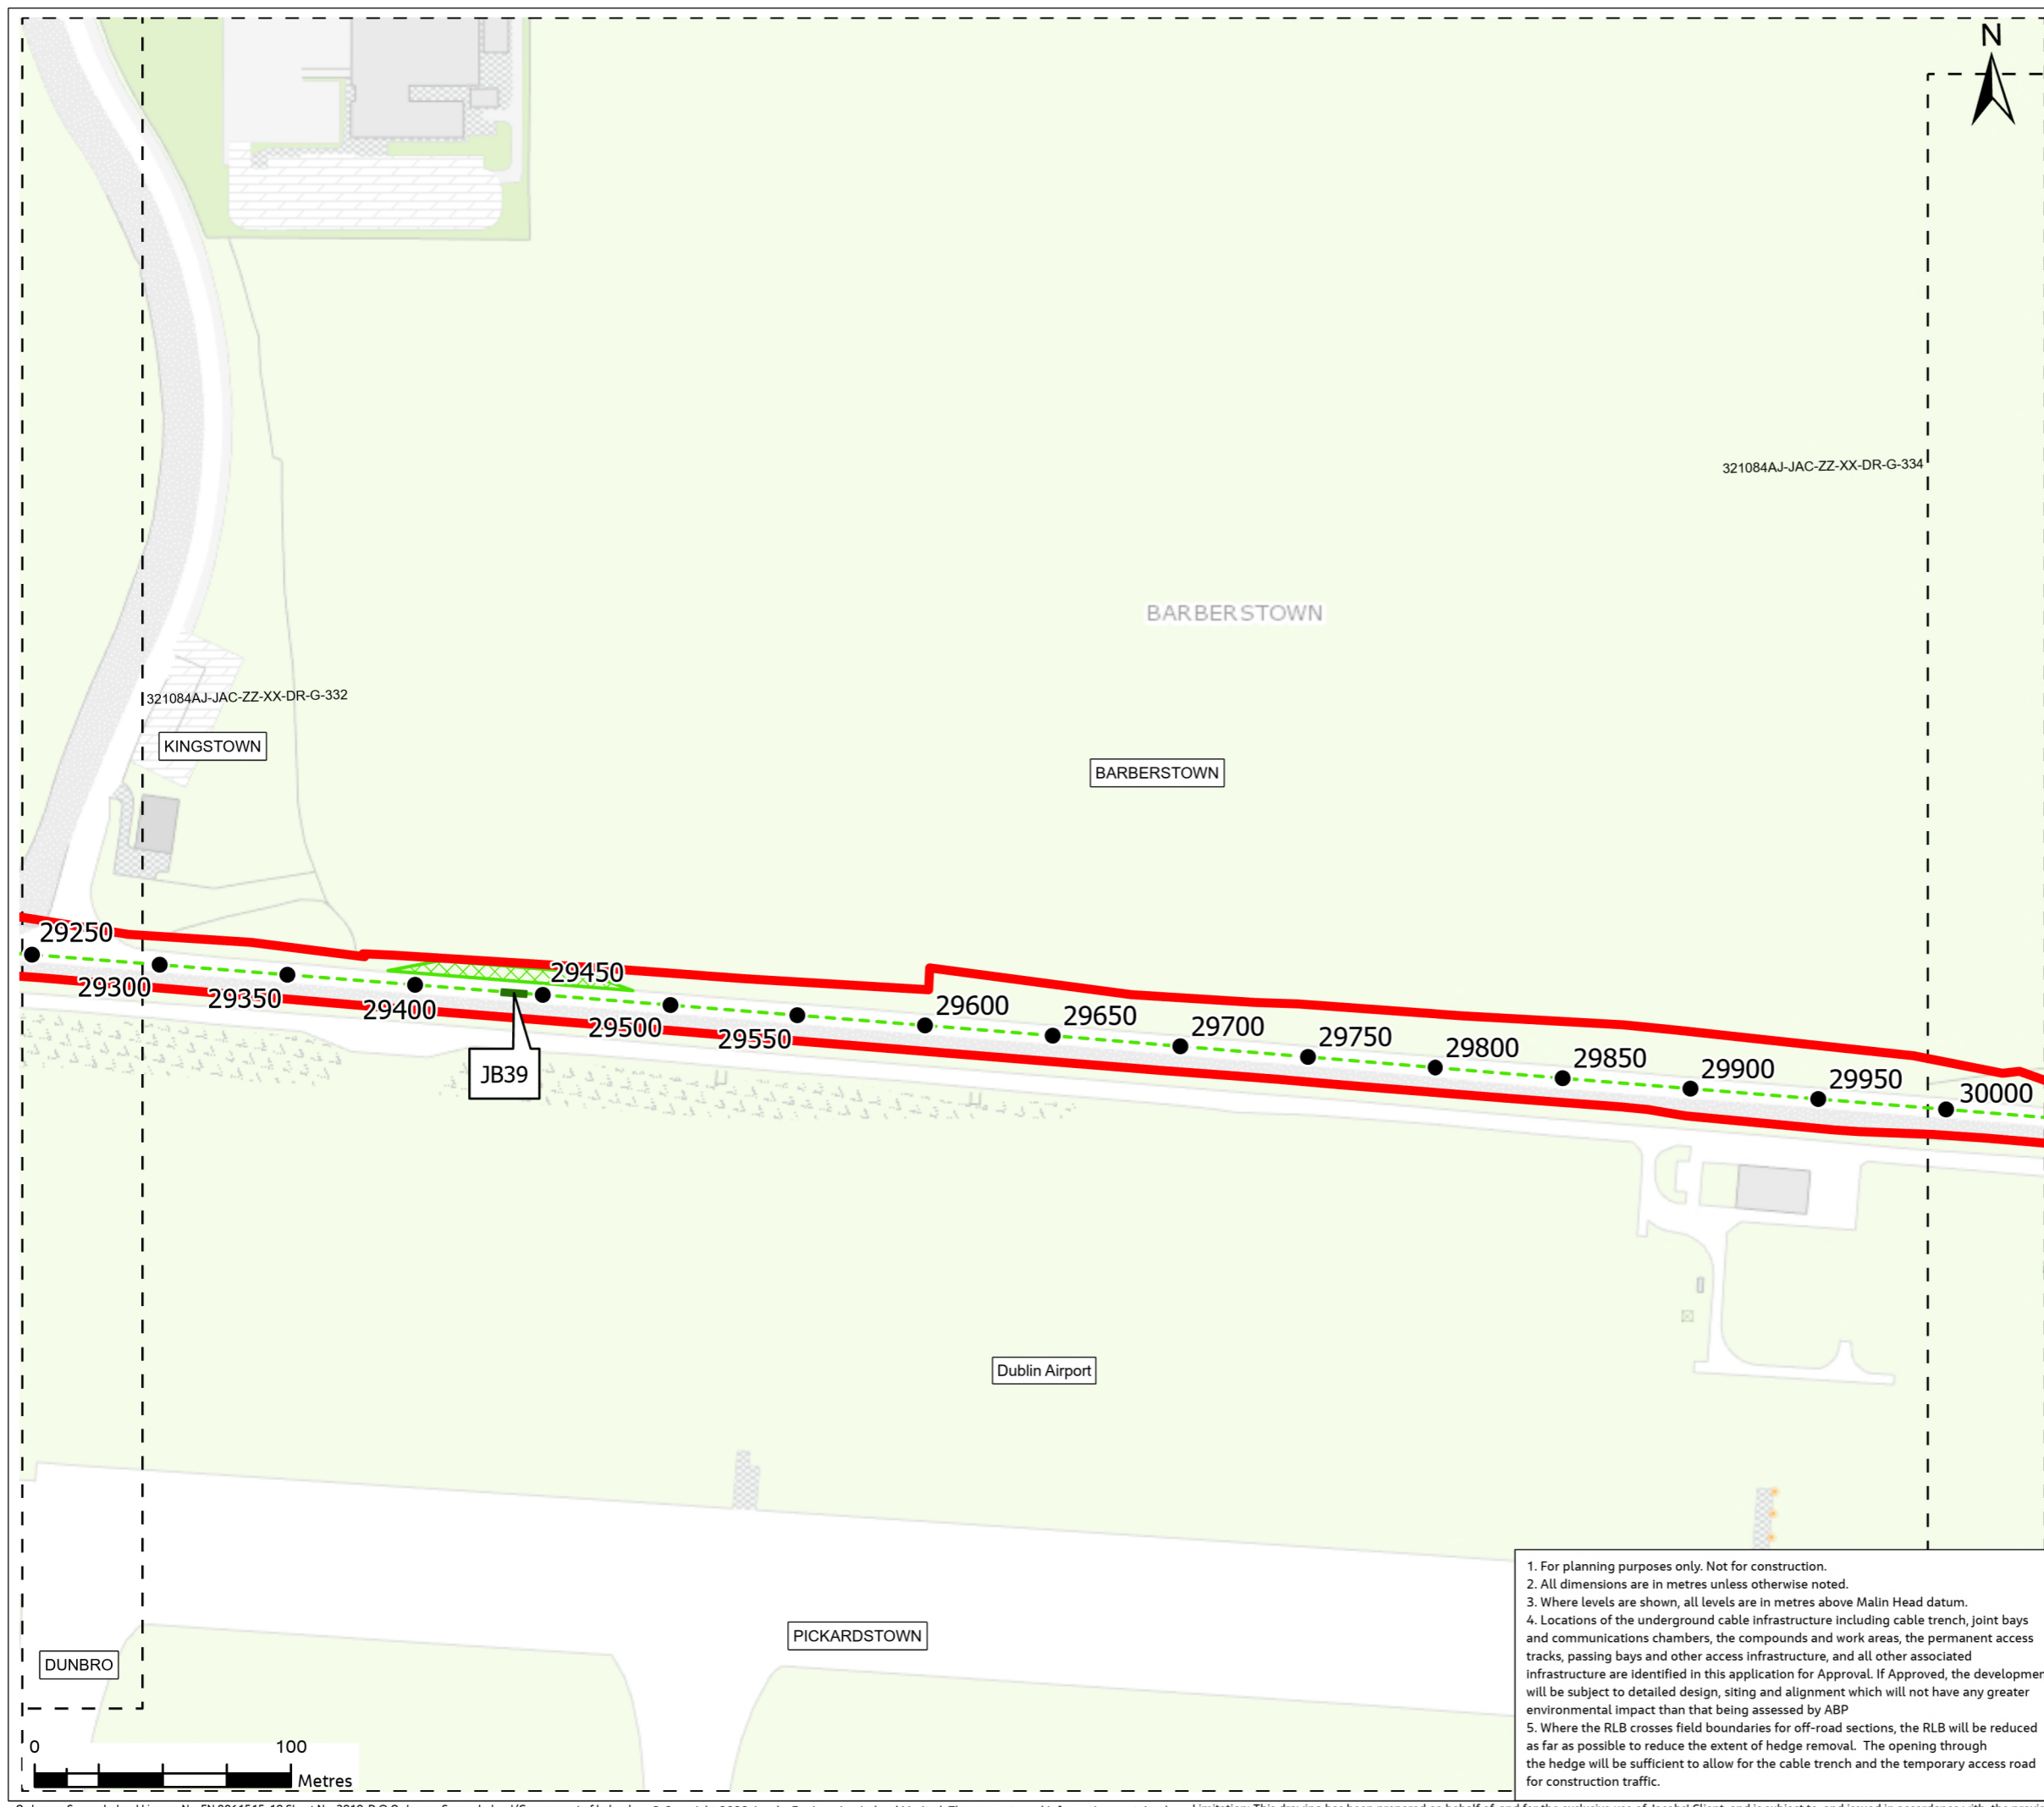 N
321084AJ-JAC-ZZ-XX-DR-G-334
BARBERSTOWN
321084AJ-JAC-ZZ-XX-DR-G-332
KINGSTOWN
BARBERSTOWN
29250
29300
29350
29400
29450
29500
29550
29600
29650
29700
29750
29800
29850
29900
29950
30000
JB39
Dublin Airport
PICKARDSTOWN
DUNBRO
0 100
Metres
1. For planning purposes only. Not for construction.
2. All dimensions are in metres unless otherwise noted.
3. Where levels are shown, all levels are in metres above Malin Head datum.
4. Locations of the underground cable infrastructure including cable trench, joint bays
and communications chambers, the compounds and work areas, the permanent access
tracks, passing bays and other access infrastructure, and all other associated
infrastructure are identified in this application for Approval. If Approved, the developmen
will be subject to detailed design, siting and alignment which will not have any greater
environmental impact than that being assessed by ABP
5. Where the RLB crosses field boundaries for off-road sections, the RLB will be reduced
as far as possible to reduce the extent of hedge removal. The opening through
the hedge will be sufficient to allow for the cable trench and the temporary access road
for construction traffic.